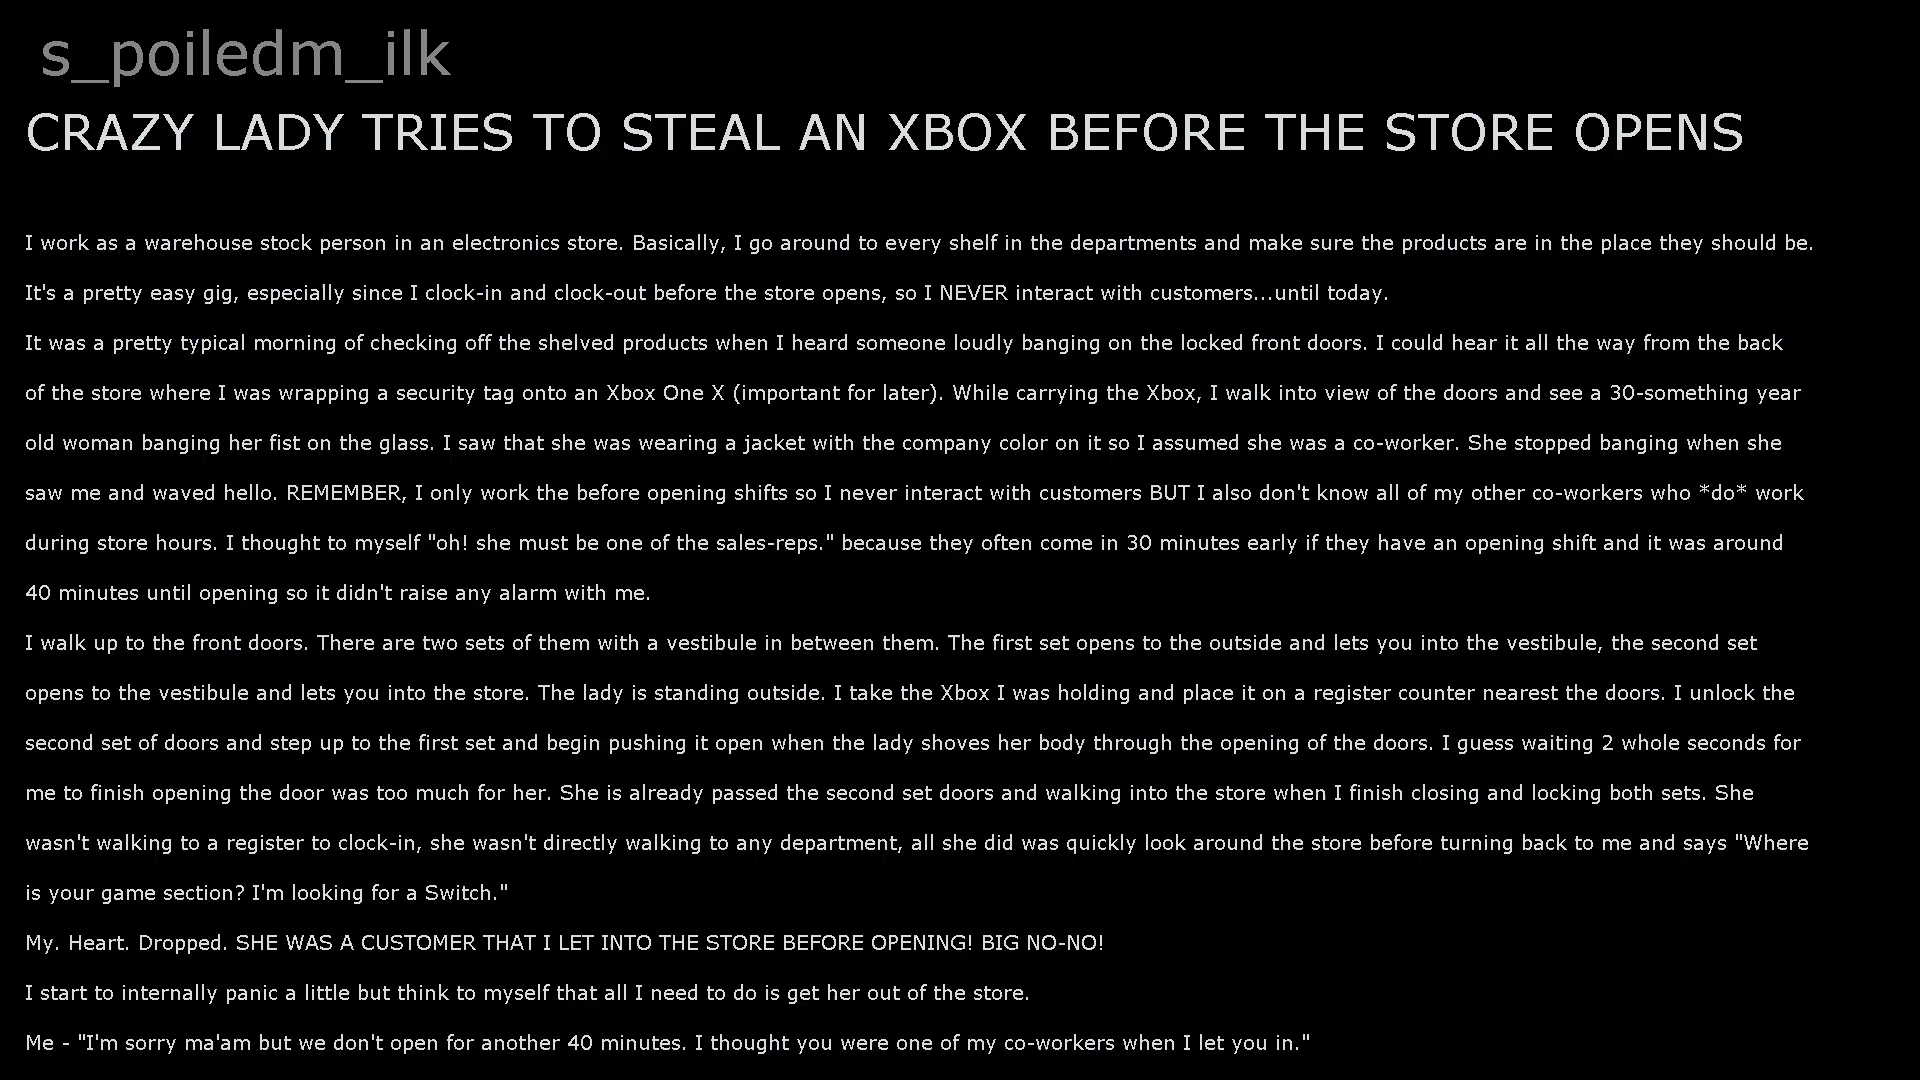 s_poiledm_ilk
CRAZY LADY TRIES TO STEAL AN XBOX BEFORE THE STORE OPENS
I work as a warehouse stock person in an electronics store. Basically, I go around to every shelf in the departments and make sure the products are in the place they should be.
It's a pretty easy gig, especially since I clock-in and clock-out before the store opens, so I NEVER interact with customers...until today.
It was a pretty typical morning of checking off the shelved products when I heard someone loudly banging on the locked front doors. I could hear it all the way from the back
of the store where I was wrapping a security tag onto an Xbox One X (important for later). While carrying the Xbox, I walk into view of the doors and see a 30-something year
old woman banging her fist on the glass. I saw that she was wearing a jacket with the company color on it so I assumed she was a co-worker. She stopped banging when she
saw me and waved hello. REMEMBER, I only work the before opening shifts so I never interact with customers BUT I also don't know all of my other co-workers who *do* work
during store hours. I thought to myself "oh! she must be one of the sales-reps." because they often come in 30 minutes early if they have an opening shift and it was around
40 minutes until opening so it didn't raise any alarm with me.
I walk up to the front doors. There are two sets of them with a vestibule in between them. The first set opens to the outside and lets you into the vestibule, the second set
opens to the vestibule and lets you into the store. The lady is standing outside. I take the Xbox I was holding and place it on a register counter nearest the doors. I unlock the
second set of doors and step up to the first set and begin pushing it open when the lady shoves her body through the opening of the doors. I guess waiting 2 whole seconds for
me to finish opening the door was too much for her. She is already passed the second set doors and walking into the store when I finish closing and locking both sets. She
wasn't walking to a register to clock-in, she wasn't directly walking to any department, all she did was quickly look around the store before turning back to me and says "Where
is your game section? I'm looking for a Switch."
My. Heart. Dropped. SHE WAS A CUSTOMER THAT I LET INTO THE STORE BEFORE OPENING! BIG NO-NO!
I start to internally panic a little but think to myself that all I need to do is get her out of the store.
Me - "I'm sorry ma'am but we don't open for another 40 minutes. I thought you were one of my co-workers when I let you in."